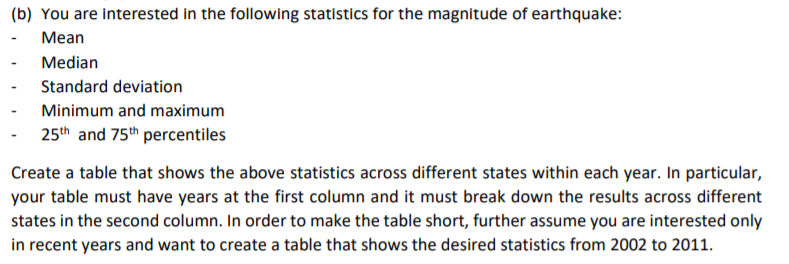 (b) You are interested in the following statistics for the magnitude of earthquake:
- Mean
- Median
- Standard deviation
- Minimum and maximum
- 25th and 75th percentiles
Create a table that shows the above statistics across different states within each year. In particular,
your table must have years at the first column and it must break down the results across different
states in the second column. In order to make the table short, further assume you are interested only
in recent years and want to create a table that shows the desired statistics from 2002 to 2011.